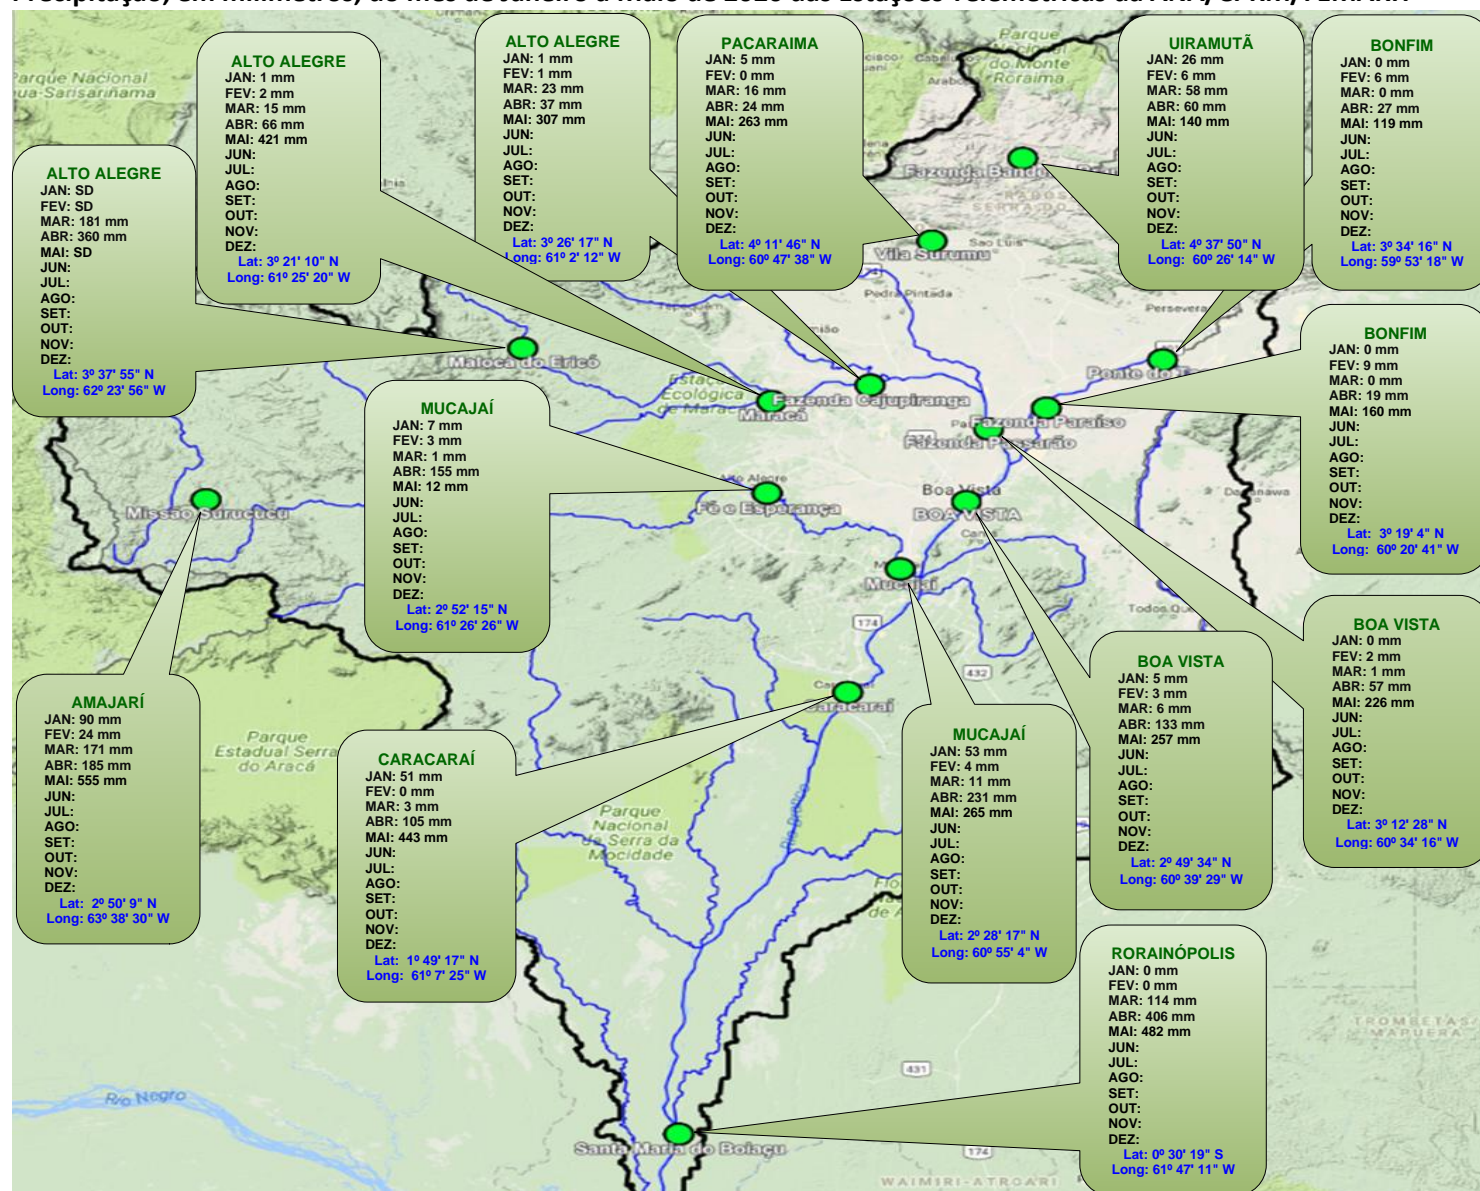 ALTO ALEGRE
JAN: 1 mm
FEV: 2 mm
MAR: 15 mm
ABR: 66 mm
MAI: 421 mm
JUN:
JUL:
AGO:
SET:
OUT:
NOV:
DEZ:
Lat: 3º 21' 10" N
Long: 61º 25' 20" W
ALTO ALEGRE
JAN: 1 mm
FEV: 1 mm
MAR: 23 mm
ABR: 37 mm
MAI: 307 mm
JUN:
JUL:
AGO:
SET:
OUT:
NOV:
DEZ:
Lat: 3º 26' 17" N
Long: 61º 2' 12" W
PACARAIMA
JAN: 5 mm
FEV: 0 mm
MAR: 16 mm
ABR: 24 mm
MAI: 263 mm
JUN:
JUL:
AGO:
SET:
OUT:
NOV:
DEZ:
Lat: 4º 11' 46" N
Long: 60º 47' 38" W
UIRAMUTÃ
JAN: 26 mm
FEV: 6 mm
MAR: 58 mm
ABR: 60 mm
MAI: 140 mm
JUN:
JUL:
AGO:
SET:
OUT:
NOV:
DEZ:
Lat: 4º 37' 50" N
Long: 60º 26' 14" W
BONFIM
JAN: 0 mm
FEV: 6 mm
MAR: 0 mm
ABR: 27 mm
MAI: 119 mm
JUN:
JUL:
AGO:
SET:
OUT:
NOV:
DEZ:
Lat: 3º 34' 16" N
Long: 59º 53' 18" W
ALTO ALEGRE
JAN: SD
FEV: SD
MAR: 181 mm
ABR: 360 mm
MAI: SD
JUN:
JUL:
AGO:
SET:
OUT:
NOV:
DEZ:
Lat: 3º 37' 55" N
Long: 62º 23' 56" W
MUCAJAÍ
JAN: 7 mm
FEV: 3 mm
MAR: 1 mm
ABR: 155 mm
MAI: 12 mm
JUN:
JUL:
AGO:
SET:
OUT:
NOV:
DEZ:
Lat: 2º 52' 15" N
Long: 61º 26' 26" W
BONFIM
JAN: 0 mm
FEV: 9 mm
MAR: 0 mm
ABR: 19 mm
MAI: 160 mm
JUN:
JUL:
AGO:
SET:
OUT:
NOV:
DEZ:
Lat: 3º 19' 4" N
Long: 60º 20' 41" W
AMAJARÍ
JAN: 90 mm
FEV: 24 mm
MAR: 171 mm
ABR: 185 mm
MAI: 555 mm
JUN:
JUL:
AGO:
SET:
OUT:
NOV:
DEZ:
Lat: 2º 50' 9" N
Long: 63º 38' 30" W
CARACARAÍ
JAN: 51 mm
FEV: 0 mm
MAR: 3 mm
ABR: 105 mm
MAI: 443 mm
JUN:
JUL:
AGO:
SET:
OUT:
NOV:
DEZ:
Lat: 1º 49' 17" N
Long: 61º 7' 25" W
MUCAJAÍ
JAN: 53 mm
FEV: 4 mm
MAR: 11 mm
ABR: 231 mm
MAI: 265 mm
JUN:
JUL:
AGO:
SET:
OUT:
NOV:
DEZ:
Lat: 2º 28' 17" N
Long: 60º 55' 4" W
BOA VISTA
JAN: 5 mm
FEV: 3 mm
MAR: 6 mm
ABR: 133 mm
MAI: 257 mm
JUN:
JUL:
AGO:
SET:
OUT:
NOV:
DEZ:
Lat: 2º 49' 34" N
Long: 60º 39' 29" W
BOA VISTA
JAN: 0 mm
FEV: 2 mm
MAR: 1 mm
ABR: 57 mm
MAI: 226 mm
JUN:
JUL:
AGO:
SET:
OUT:
NOV:
DEZ:
Lat: 3º 12' 28" N
Long: 60º 34' 16" W
RORAINÓPOLIS
JAN: 0 mm
FEV: 0 mm
MAR: 114 mm
ABR: 406 mm
MAI: 482 mm
JUN:
JUL:
AGO:
SET:
OUT:
NOV:
DEZ:
Lat: 0º 30' 19" S
Long: 61º 47' 11" W
Parque Nacional
Parque
do Monte
Roraima
Vila Surumu
Sao Luis
Pedra Pintada
Maloca do Ericó
Estação
Ecológica
de Marac
Maracá
Fazenda Cajupiranga
Ponte do
Fazenda Paraíso
Fazenda Passarão
Missão Surucucu
Fé e Esperança
Boa Vista
BOA VISTA
Mucajaí
174
432
Caracaraí
Parque
Estadual Serra
do Aracá
Parque
Nacional
da Serra da
Mocidade
Rio Branco
Rio Negro
431
174
TROMBETAS/
MAPUERA
Santa Maria do Boiaçu
WAIMIRI-ATROARI